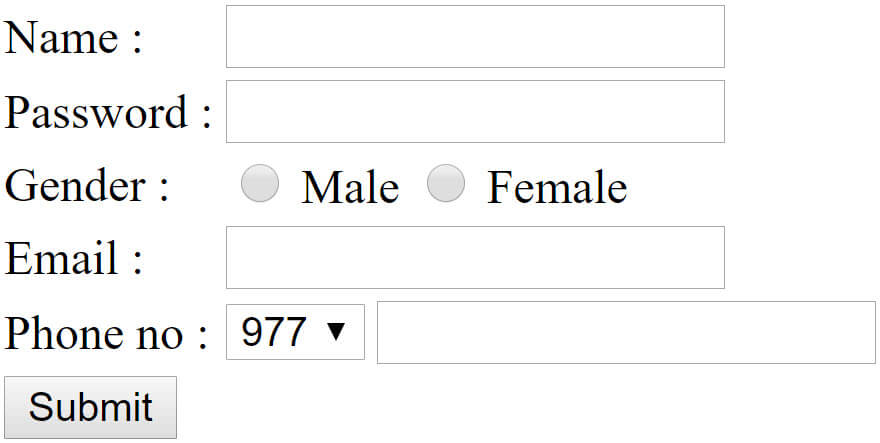 Name :
Password :
Gender : Male Female
Email :
Phone no : 977
Submit